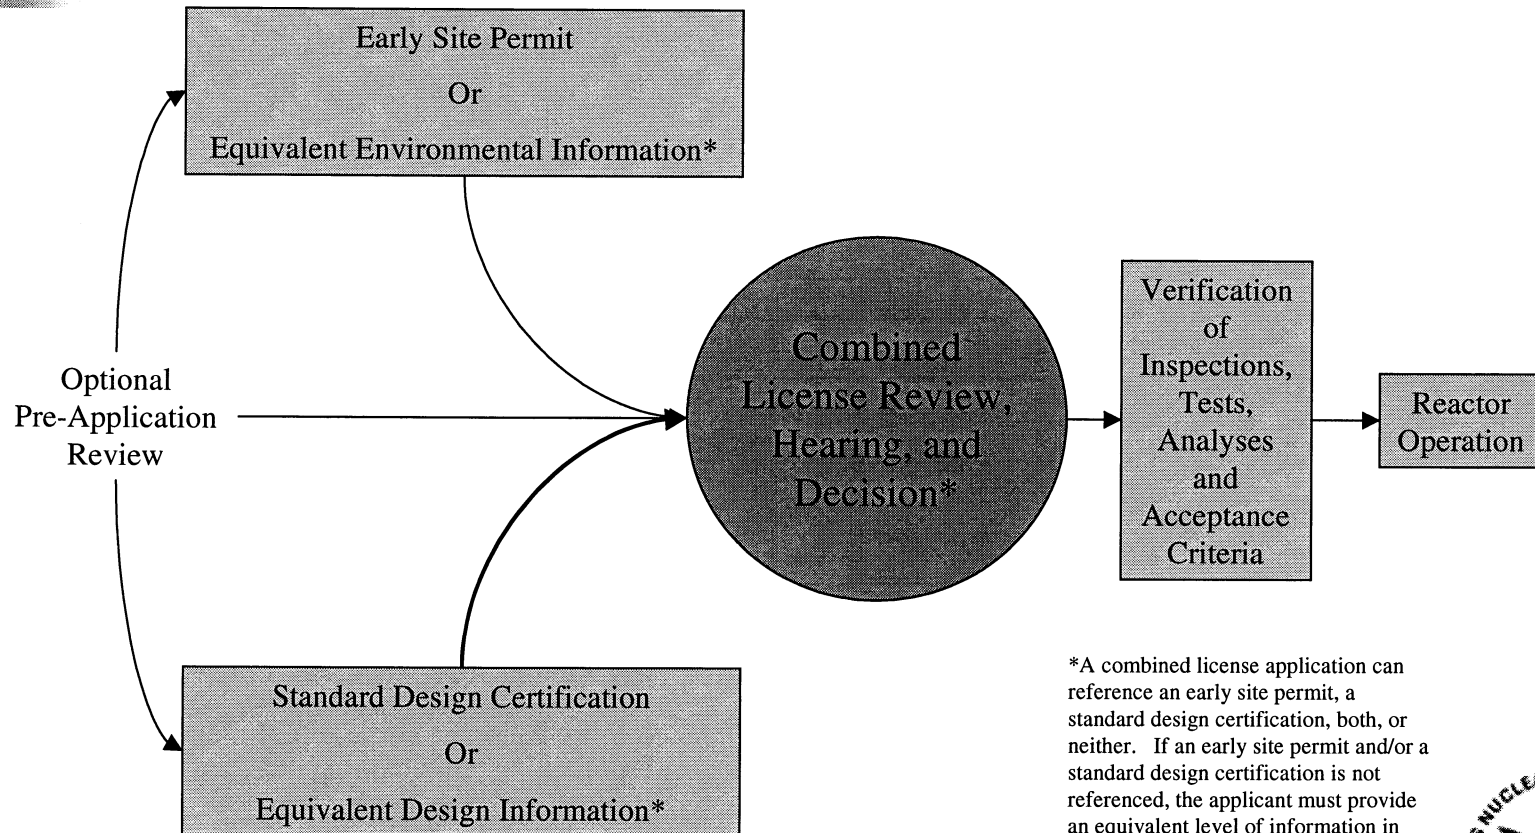 Early Site Permit
Or
Equivalent Environmental Information*
Optional
Pre-Application
Review
Combined
License Review,
Hearing, and
Decision*
Verification
of
Inspections,
Tests,
Analyses
and
Acceptance
Criteria
Reactor
Operation
Standard Design Certification
Or
Equivalent Design Information*
*A combined license application can
reference an early site permit, a
standard design certification, both, or
neither. If an early site permit and/or a
standard design certification is not
referenced, the applicant must provide
an equivalent level of information in